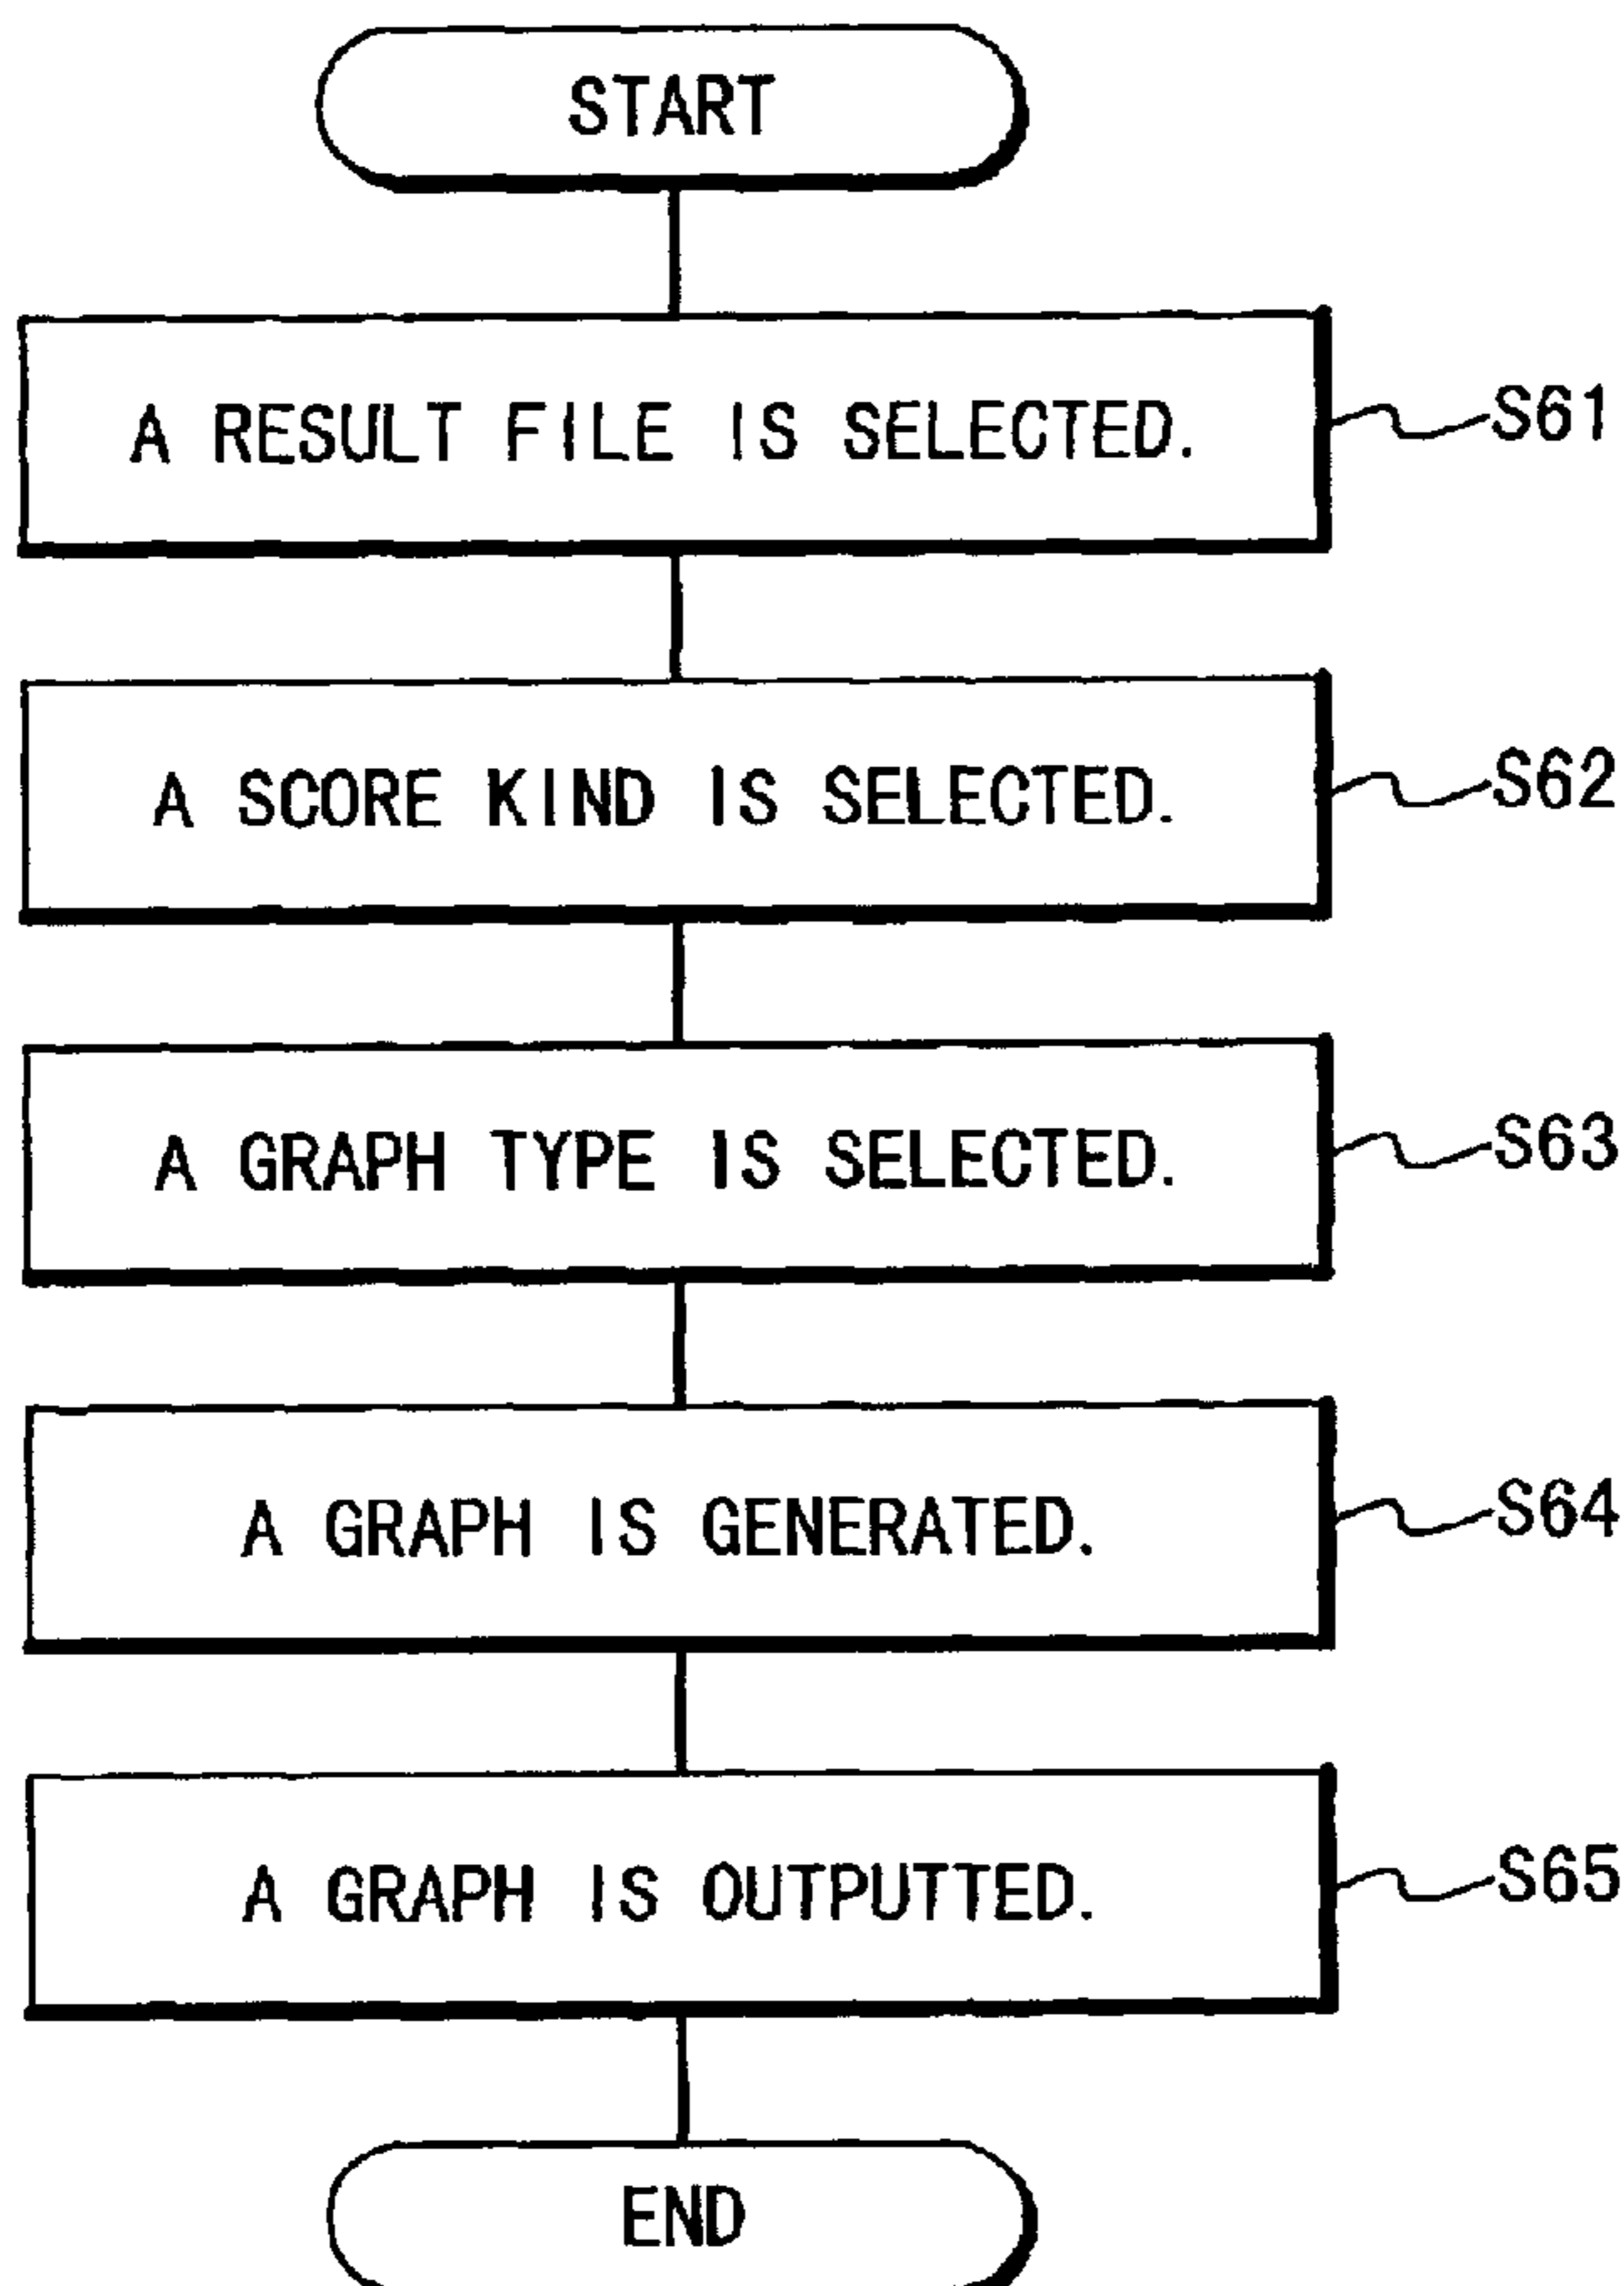 START
A RESULT FILE IS SELECTED.
S61
A SCORE KIND IS SELECTED.
S62
A GRAPH TYPE IS SELECTED.
S63
A GRAPH IS GENERATED.
S64
A GRAPH IS OUTPUTTED.
S65
END